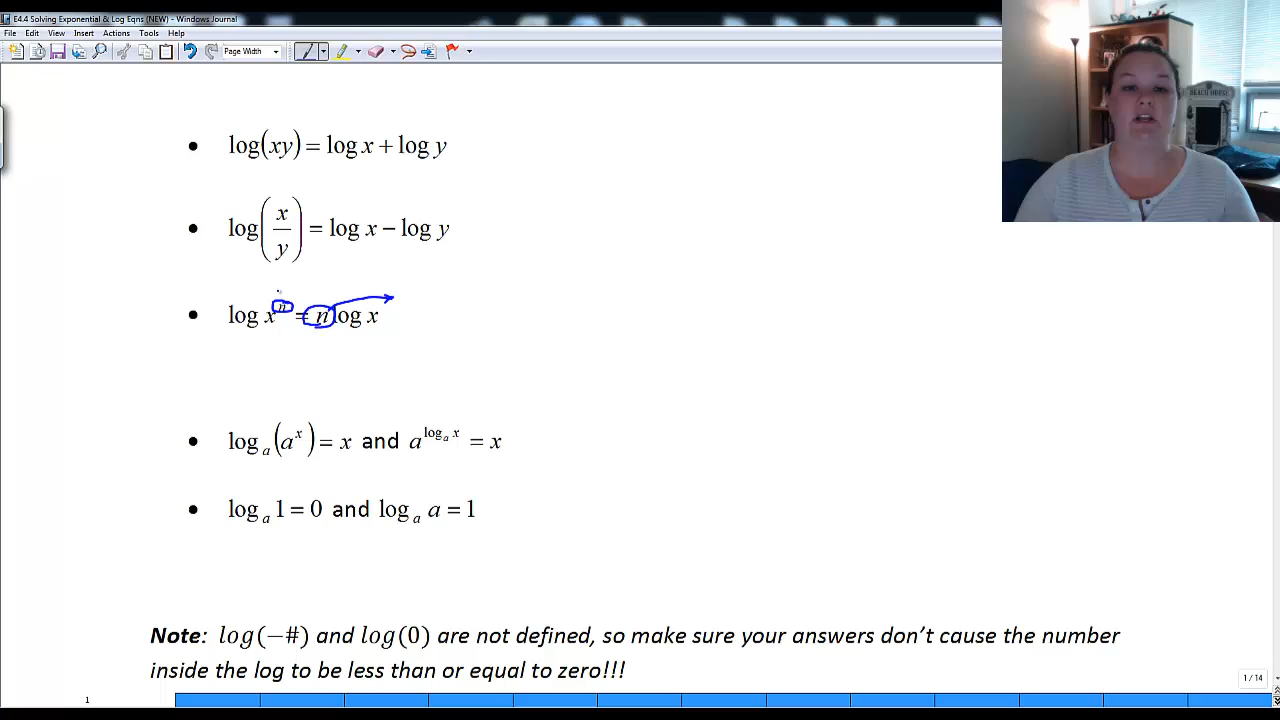 E4.4 Solving Exponential & Log Eqns (NEW) - Windows Journal
File Edit View Insert Actions Tools Help
Page Width
BEACH HOUSE
• log(xy) = log x + log y
• log(x/y) = log x − log y
• log xⁿ = n log x
• logₐ(aˣ) = x and a^(logₐ x) = x
• logₐ 1 = 0 and logₐ a = 1
Note: log(−#) and log(0) are not defined, so make sure your answers don't cause the number
inside the log to be less than or equal to zero!!!
1 / 14
1